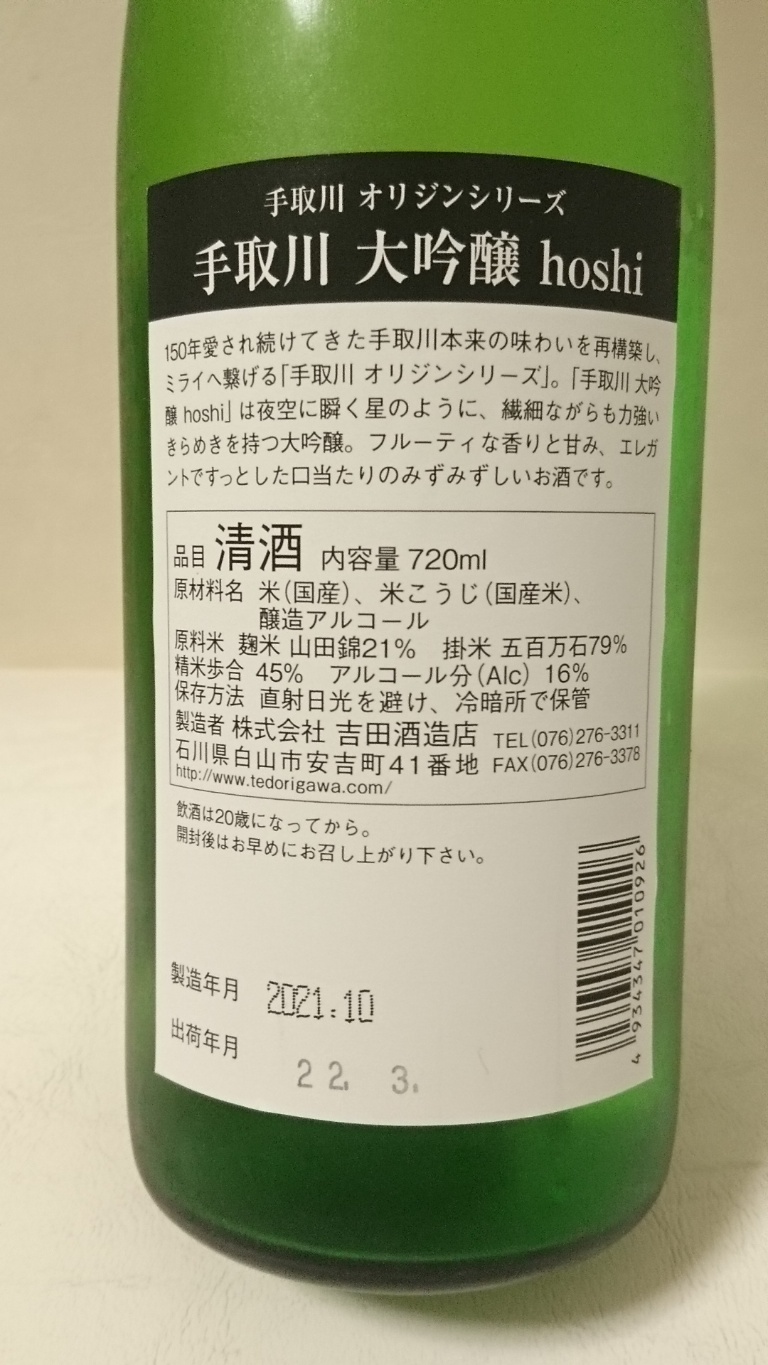 手取川 オリジンシリーズ
手取川 大吟醸 hoshi
150年愛され続けてきた手取川本来の味わいを再構築し、
ミライへ繋げる「手取川 オリジンシリーズ」。「手取川 大吟
醸 hoshi」は夜空に瞬く星のように、繊細ながらも力強い
きらめきを持つ大吟醸。フルーティな香りと甘み、エレガ
ントですっとした口当たりのみずみずしいお酒です。
品目 清酒 内容量 720ml
原材料名 米(国産)、米こうじ(国産米)、
醸造アルコール
原料米 麹米 山田錦21% 掛米 五百万石79%
精米歩合 45% アルコール分(Alc) 16%
保存方法 直射日光を避け、冷暗所で保管
製造者 株式会社 吉田酒造店 TEL(076)276-3311
石川県白山市安吉町41番地 FAX(076)276-3378
http://www.tedorigawa.com/
飲酒は20歳になってから。
開封後はお早めにお召し上がり下さい。
製造年月 2021.10
出荷年月 22. 3.
4 934347 010926